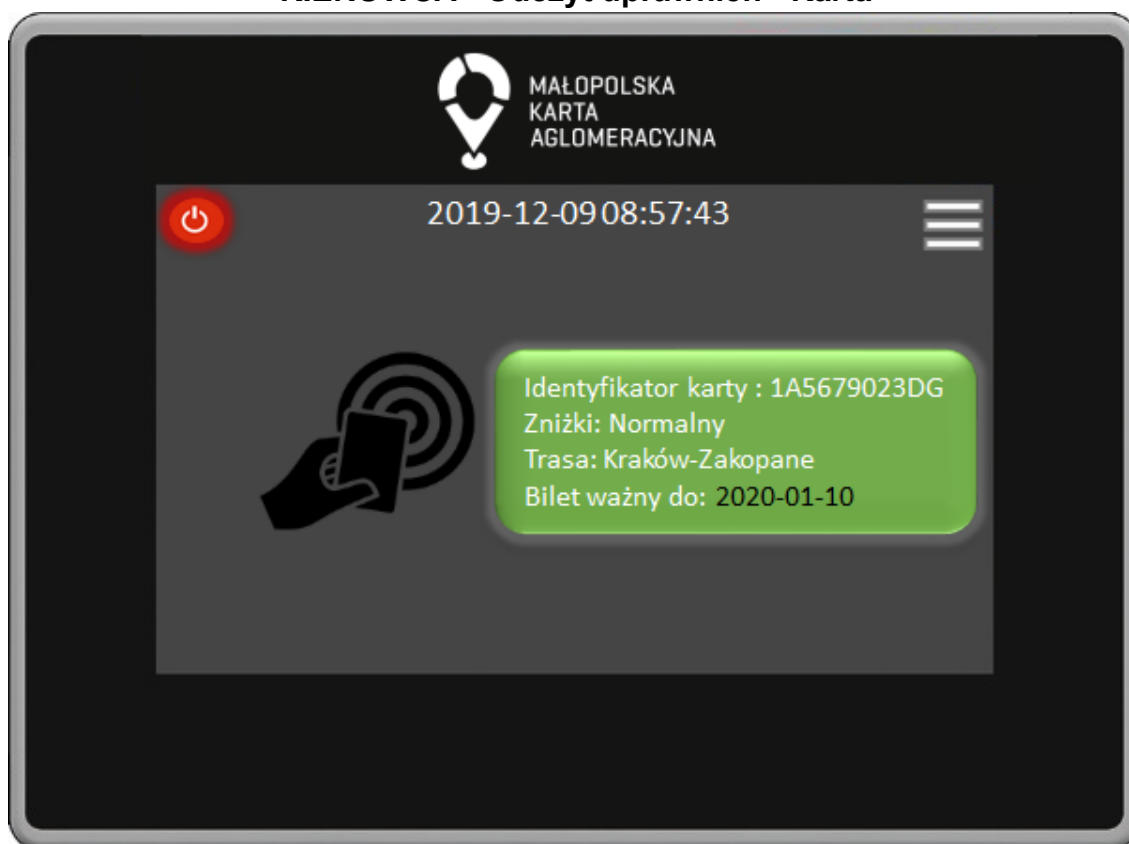 MAŁOPOLSKA
KARTA
AGLOMERACYJNA
2019-12-09 08:57:43
Identyfikator karty : 1A5679023DG
Zniżki: Normalny
Trasa: Kraków-Zakopane
Bilet ważny do: 2020-01-10